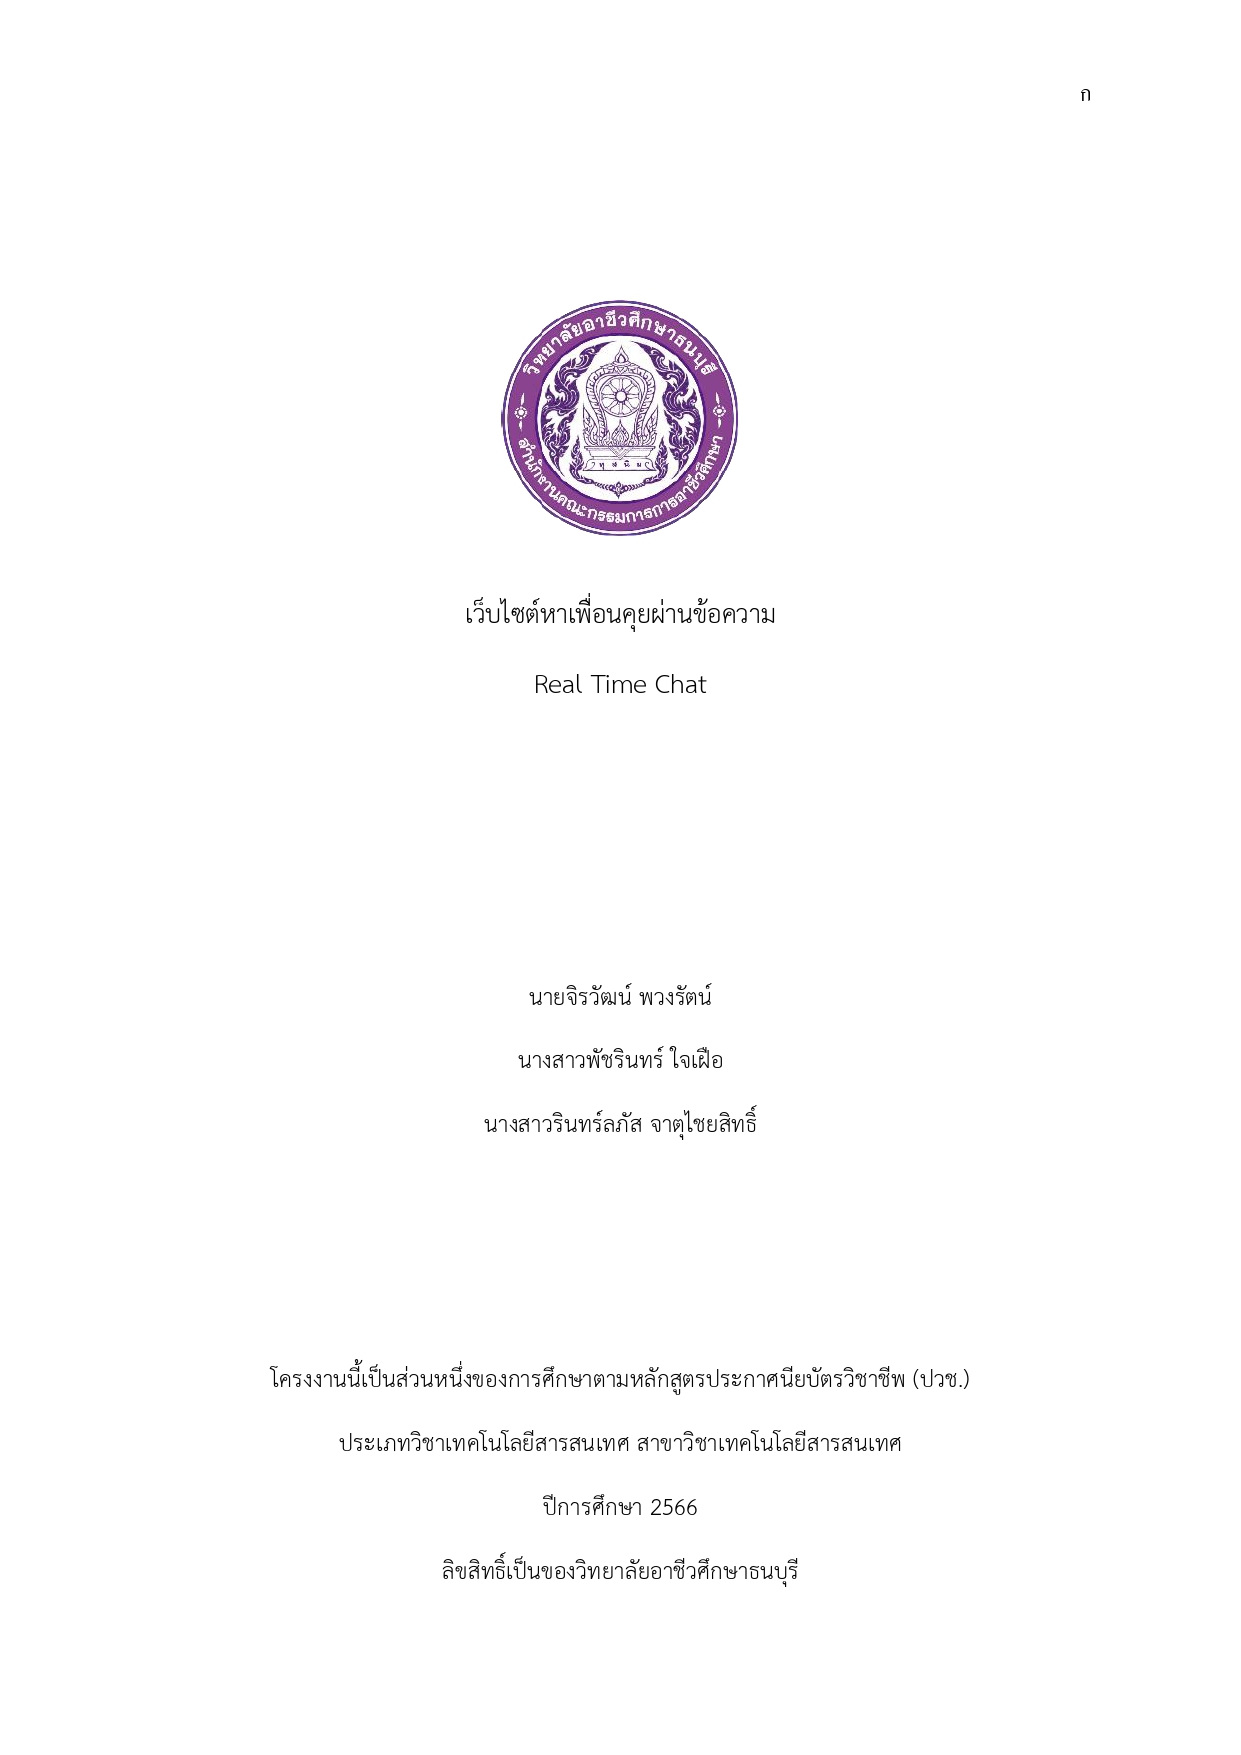 ก
วิทยาลัยอาชีวศึกษาธนบุรี
สำนักงานคณะกรรมการการอาชีวศึกษา
เว็บไซต์หาเพื่อนคุยผ่านข้อความ
Real Time Chat
นายจิรวัฒน์ พวงรัตน์
นางสาวพัชรินทร์ ใจเฝือ
นางสาวรินทร์ลภัส จาตุไชยสิทธิ์
โครงงานนี้เป็นส่วนหนึ่งของการศึกษาตามหลักสูตรประกาศนียบัตรวิชาชีพ (ปวช.)
ประเภทวิชาเทคโนโลยีสารสนเทศ สาขาวิชาเทคโนโลยีสารสนเทศ
ปีการศึกษา 2566
ลิขสิทธิ์เป็นของวิทยาลัยอาชีวศึกษาธนบุรี